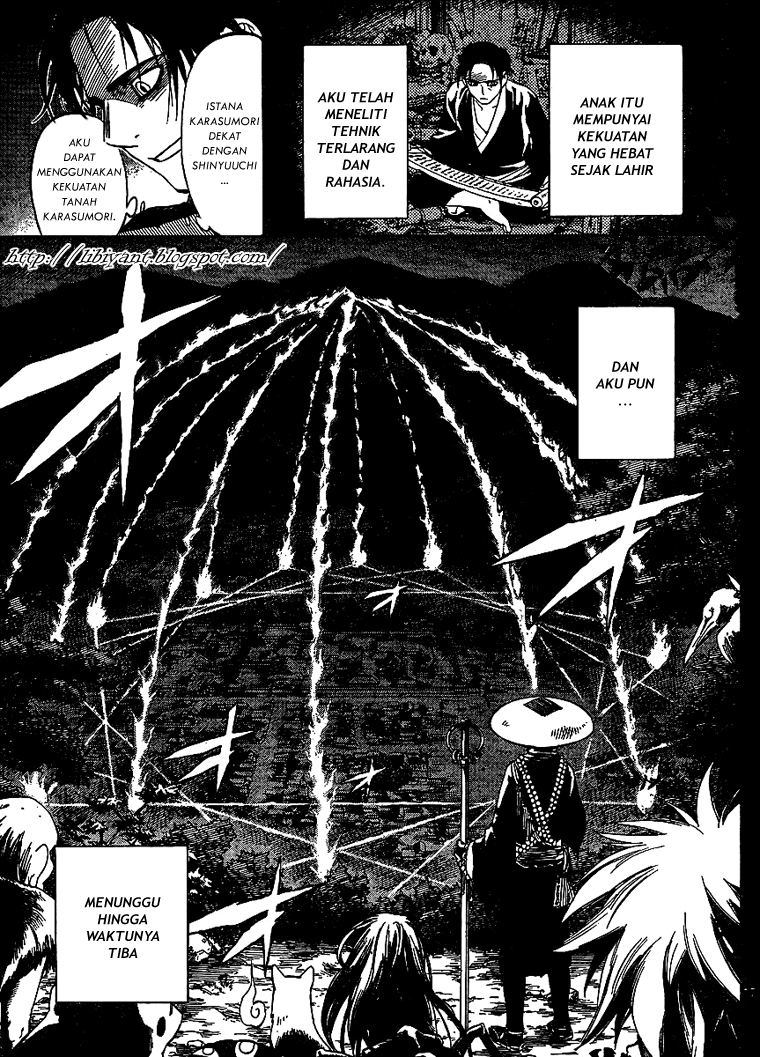 ANAK ITU
MEMPUNYAI
KEKUATAN
YANG HEBAT
SEJAK LAHIR
AKU TELAH
MENELITI
TEHNIK
TERLARANG
DAN
RAHASIA.
ISTANA
KARASUMORI
DEKAT
DENGAN
SHINYUUCHI
...
AKU
DAPAT
MENGGUNAKAN
KEKUATAN
TANAH
KARASUMORI.
http://libiyant.blogspot.com/
DAN
AKU PUN
...
MENUNGGU
HINGGA
WAKTUNYA
TIBA